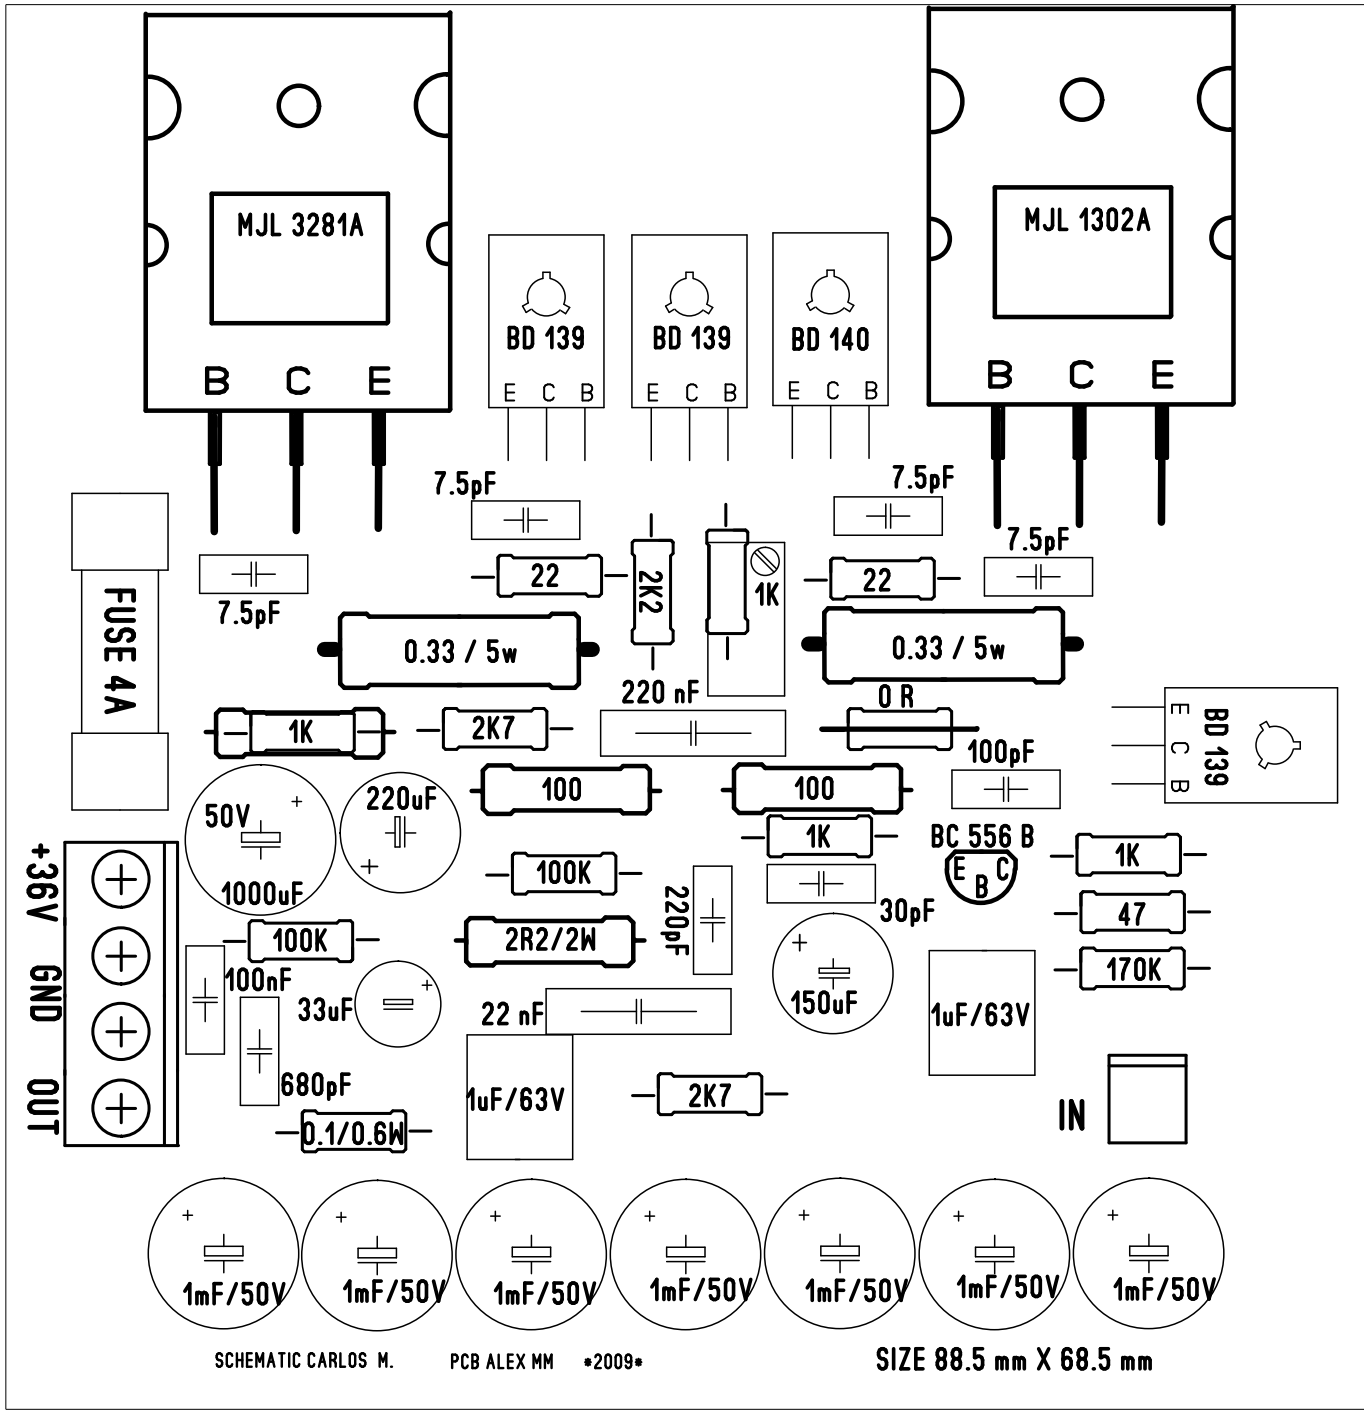 MJL 3281A
MJL 1302A
BD 139
BD 139
BD 140
B C E
E C B
E C B
E C B
B C E
7.5pF
7.5pF
7.5pF
7.5pF
22
2K2
1K
22
FUSE 4A
0.33 / 5w
0.33 / 5w
220 nF
0 R
1K
2K7
E C B
BD 139
100pF
50V
1000uF
220uF
100
100
1K
BC 556 B
E B C
1K
+36V
100K
220pF
30pF
47
100K
2R2/2W
170K
GND
100nF
33uF
22 nF
150uF
1uF/63V
OUT
680pF
1uF/63V
2K7
IN
0.1/0.6W
1mF/50V
1mF/50V
1mF/50V
1mF/50V
1mF/50V
1mF/50V
1mF/50V
SCHEMATIC CARLOS M.
PCB ALEX MM *2009*
SIZE 88.5 mm X 68.5 mm